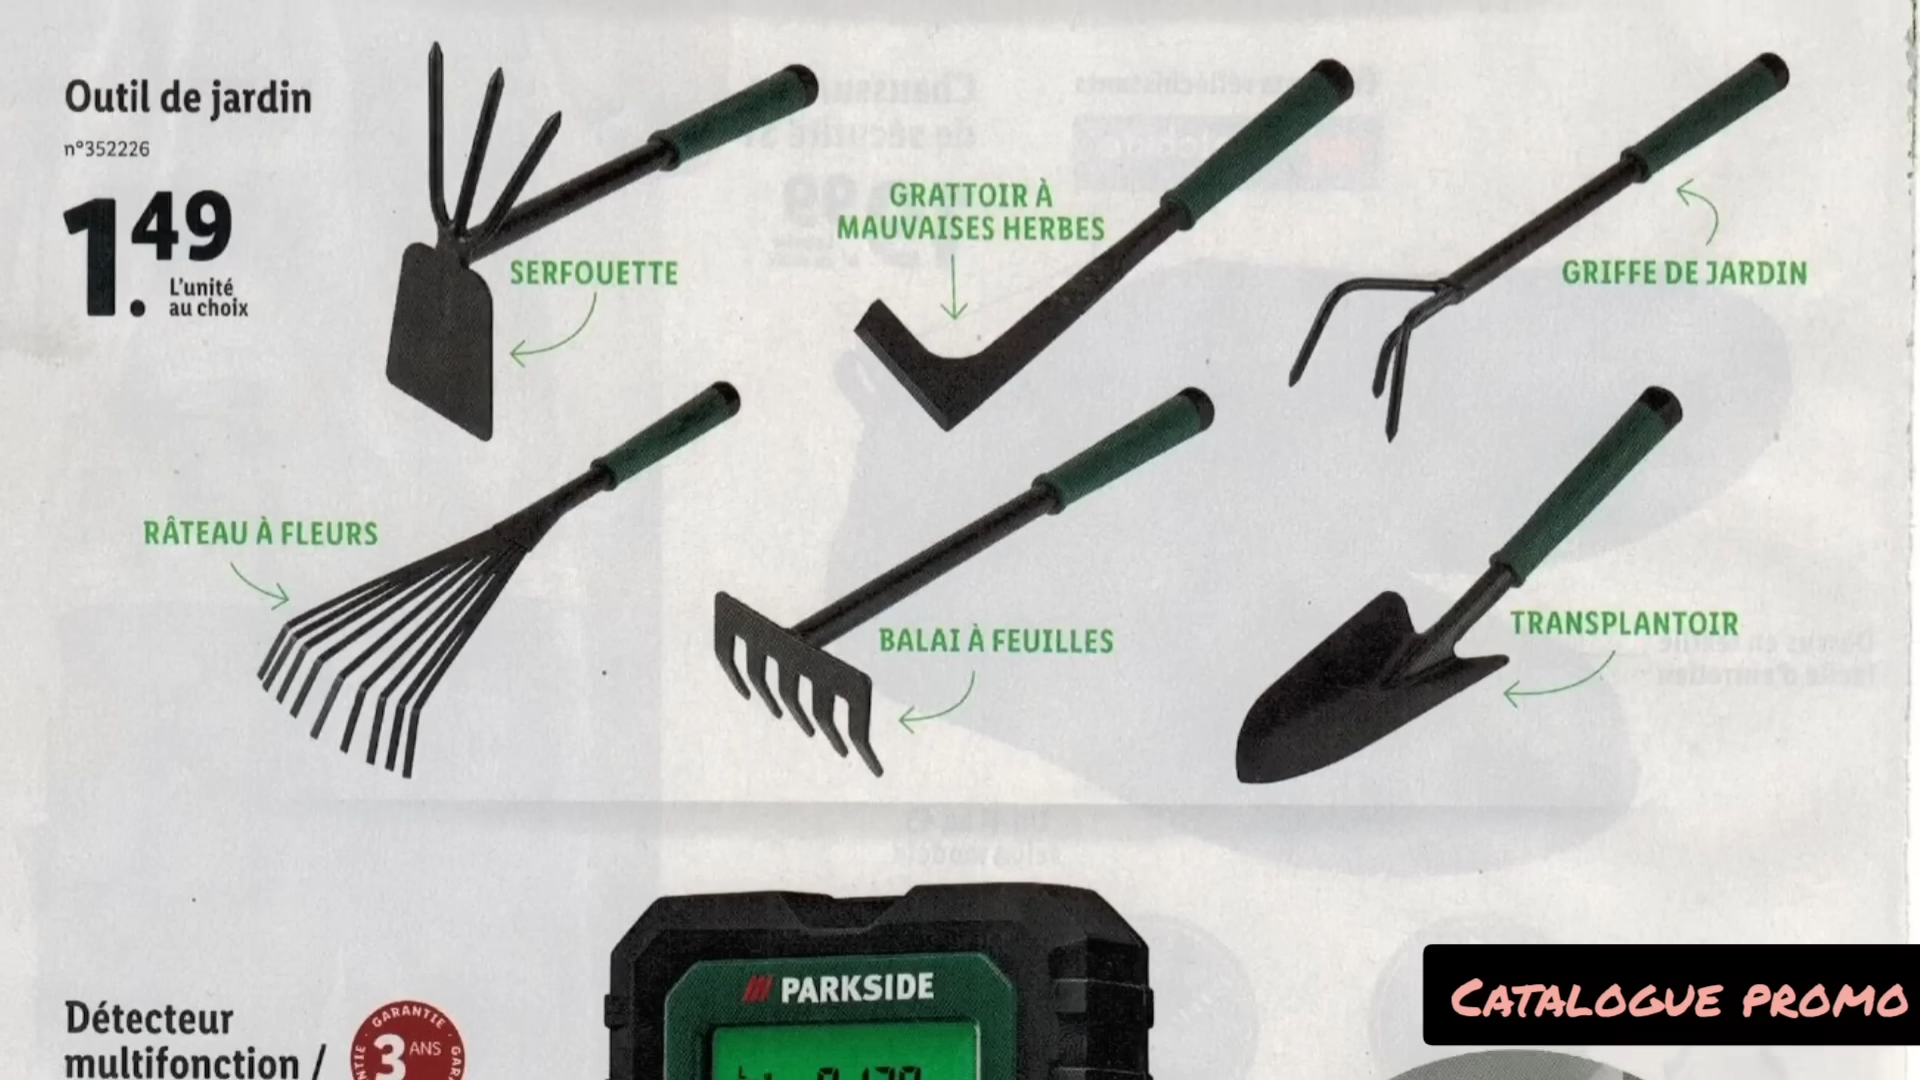 Outil de jardin
n°352226
1.49
L'unité
au choix
SERFOUETTE
GRATTOIR À
MAUVAISES HERBES
GRIFFE DE JARDIN
RÂTEAU À FLEURS
BALAI À FEUILLES
TRANSPLANTOIR
PARKSIDE
Détecteur
multifonction /
GARANTIE
3 ANS
CATALOGUE PROMO